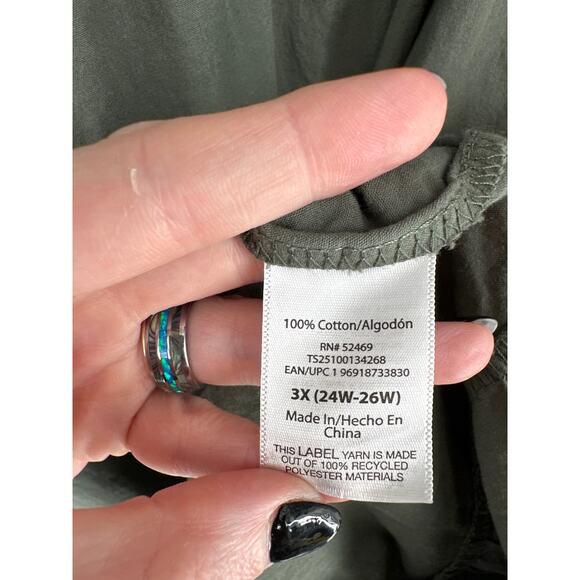 100% Cotton/Algodón
RN# 52469
TS25100134268
EAN/UPC 1 96918733830
3X (24W-26W)
Made In/Hecho En
China
THIS LABEL YARN IS MADE
OUT OF 100% RECYCLED
POLYESTER MATERIALS